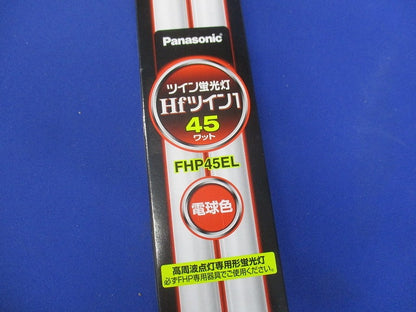 Panasonic
ツイン蛍光灯
Hfツイン1
45
ワット
FHP45EL
電球色
高周波点灯専用形蛍光灯
必ずFHP専用器具でご使用ください。